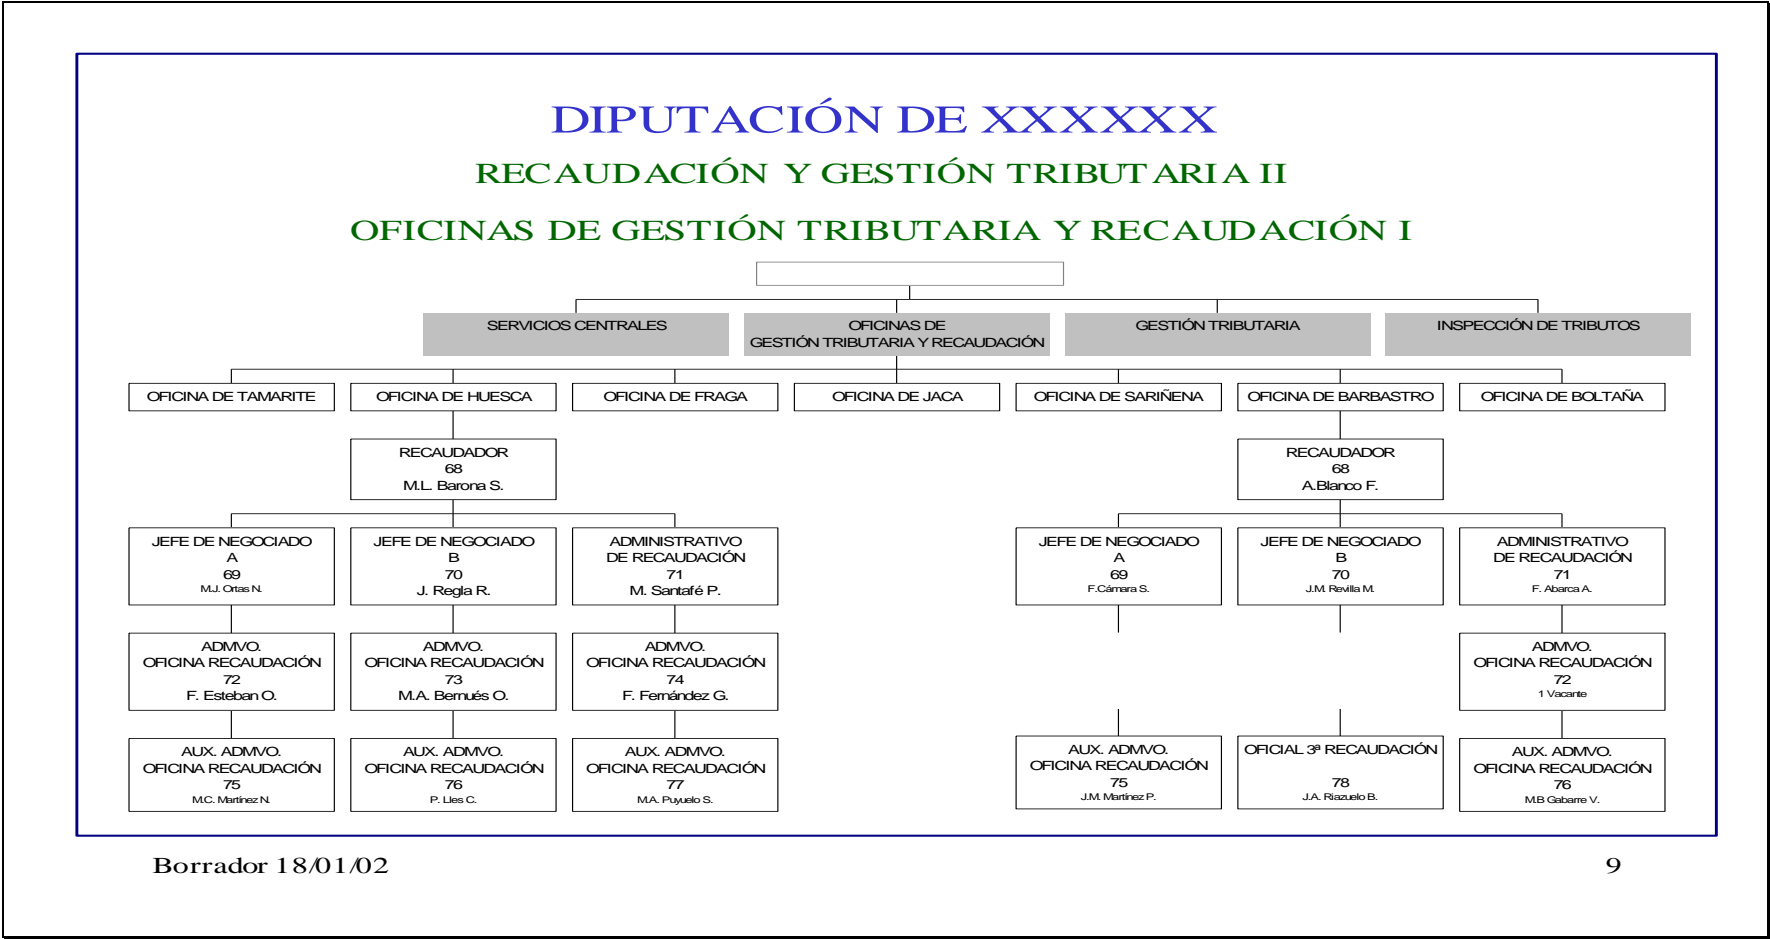 DIPUTACIÓN DE XXXXXX
RECAUDACIÓN Y GESTIÓN TRIBUTARIA II
OFICINAS DE GESTIÓN TRIBUTARIA Y RECAUDACIÓN I
SERVICIOS CENTRALES
OFICINAS DE
GESTIÓN TRIBUTARIA Y RECAUDACIÓN
GESTIÓN TRIBUTARIA
INSPECCIÓN DE TRIBUTOS
OFICINA DE TAMARITE
OFICINA DE HUESCA
OFICINA DE FRAGA
OFICINA DE JACA
OFICINA DE SARIÑENA
OFICINA DE BARBASTRO
OFICINA DE BOLTAÑA
RECAUDADOR
68
M.L. Barona S.
RECAUDADOR
68
A.Blanco F.
JEFE DE NEGOCIADO
A
69
M.J. Ortas N.
JEFE DE NEGOCIADO
B
70
J. Regla R.
ADMINISTRATIVO
DE RECAUDACIÓN
71
M. Santafé P.
JEFE DE NEGOCIADO
A
69
F.Cámara S.
JEFE DE NEGOCIADO
B
70
J.M. Revilla M.
ADMINISTRATIVO
DE RECAUDACIÓN
71
F. Abarca A.
ADMVO.
OFICINA RECAUDACIÓN
72
F. Esteban O.
ADMVO.
OFICINA RECAUDACIÓN
73
M.A. Bernués O.
ADMVO.
OFICINA RECAUDACIÓN
74
F. Fernández G.
ADMVO.
OFICINA RECAUDACIÓN
72
1 Vacante
AUX. ADMVO.
OFICINA RECAUDACIÓN
75
M.C. Martínez N.
AUX. ADMVO.
OFICINA RECAUDACIÓN
76
P. Lles C.
AUX. ADMVO.
OFICINA RECAUDACIÓN
77
M.A. Puyuelo S.
AUX. ADMVO.
OFICINA RECAUDACIÓN
75
J.M. Martínez P.
OFICIAL 3ª RECAUDACIÓN
78
J.A. Riazuelo B.
AUX. ADMVO.
OFICINA RECAUDACIÓN
76
M.B Gabarre V.
Borrador 18/01/02
9